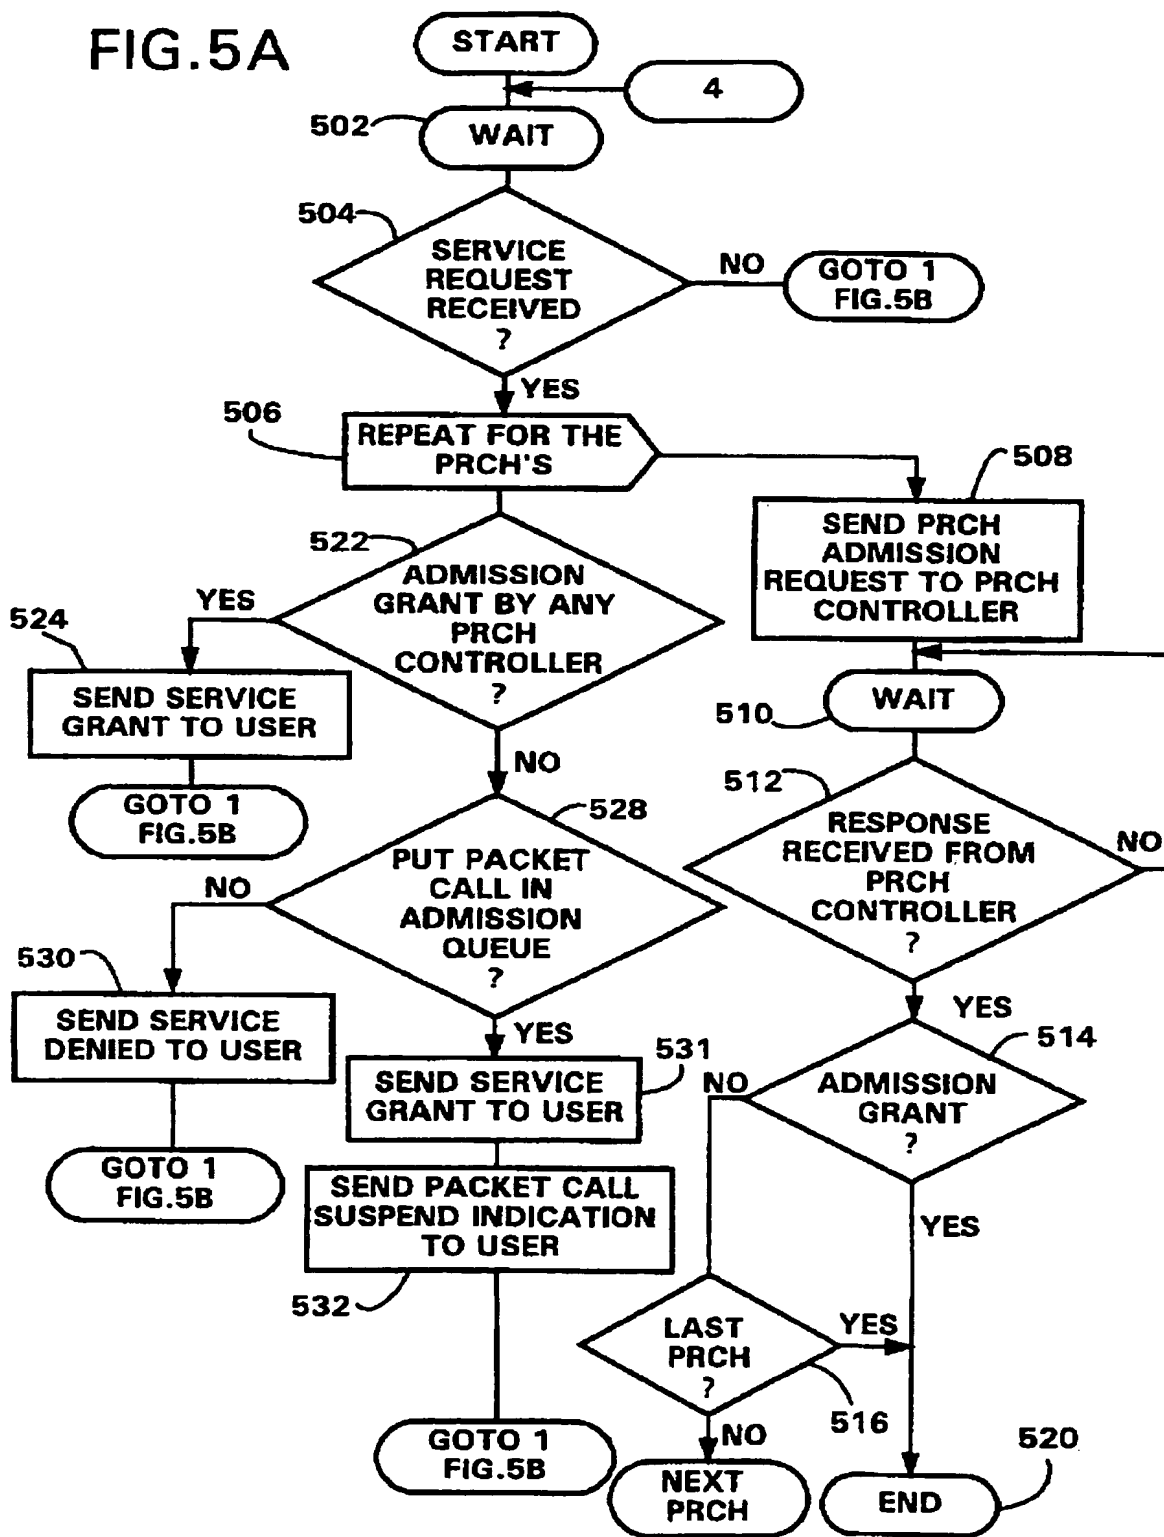 FIG.5A
START
4
502
WAIT
504
SERVICE
REQUEST
RECEIVED
?
NO
GOTO 1
FIG.5B
YES
506
REPEAT FOR THE
PRCH'S
508
SEND PRCH
ADMISSION
REQUEST TO PRCH
CONTROLLER
522
ADMISSION
GRANT BY ANY
PRCH
CONTROLLER
?
YES
524
SEND SERVICE
GRANT TO USER
GOTO 1
FIG.5B
NO
510
WAIT
512
RESPONSE
RECEIVED FROM
PRCH
CONTROLLER
?
NO
528
PUT PACKET
CALL IN
ADMISSION
QUEUE
?
NO
530
SEND SERVICE
DENIED TO USER
GOTO 1
FIG.5B
YES
531
SEND SERVICE
GRANT TO USER
SEND PACKET CALL
SUSPEND INDICATION
TO USER
532
GOTO 1
FIG.5B
YES
514
ADMISSION
GRANT
?
NO
YES
LAST
PRCH
?
YES
516
NO
NEXT
PRCH
520
END